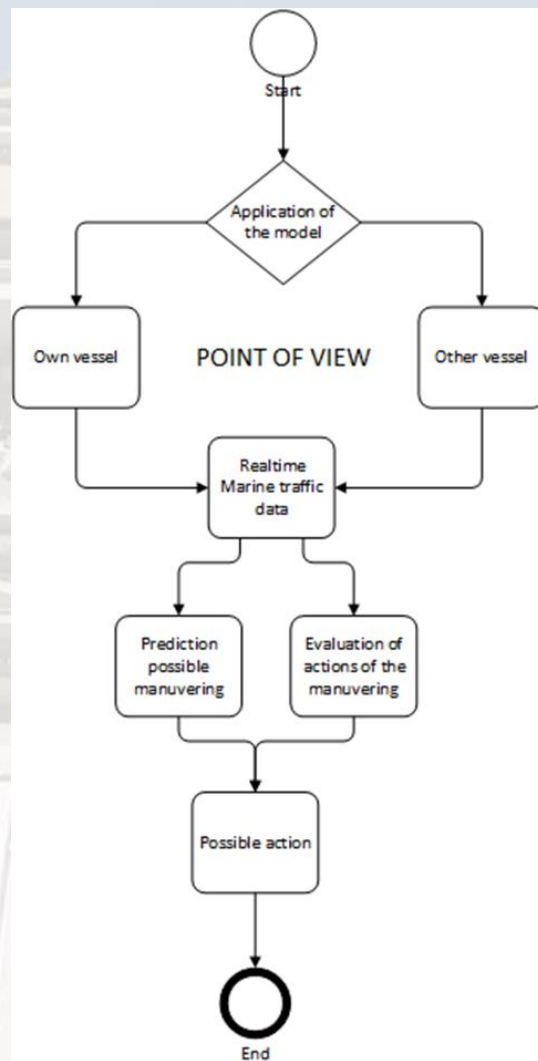 Start
Application of
the model
Own vessel
POINT OF VIEW
Other vessel
Realtime
Marine traffic
data
Prediction
possible
manuvering
Evaluation of
actions of the
manuvering
Possible action
End